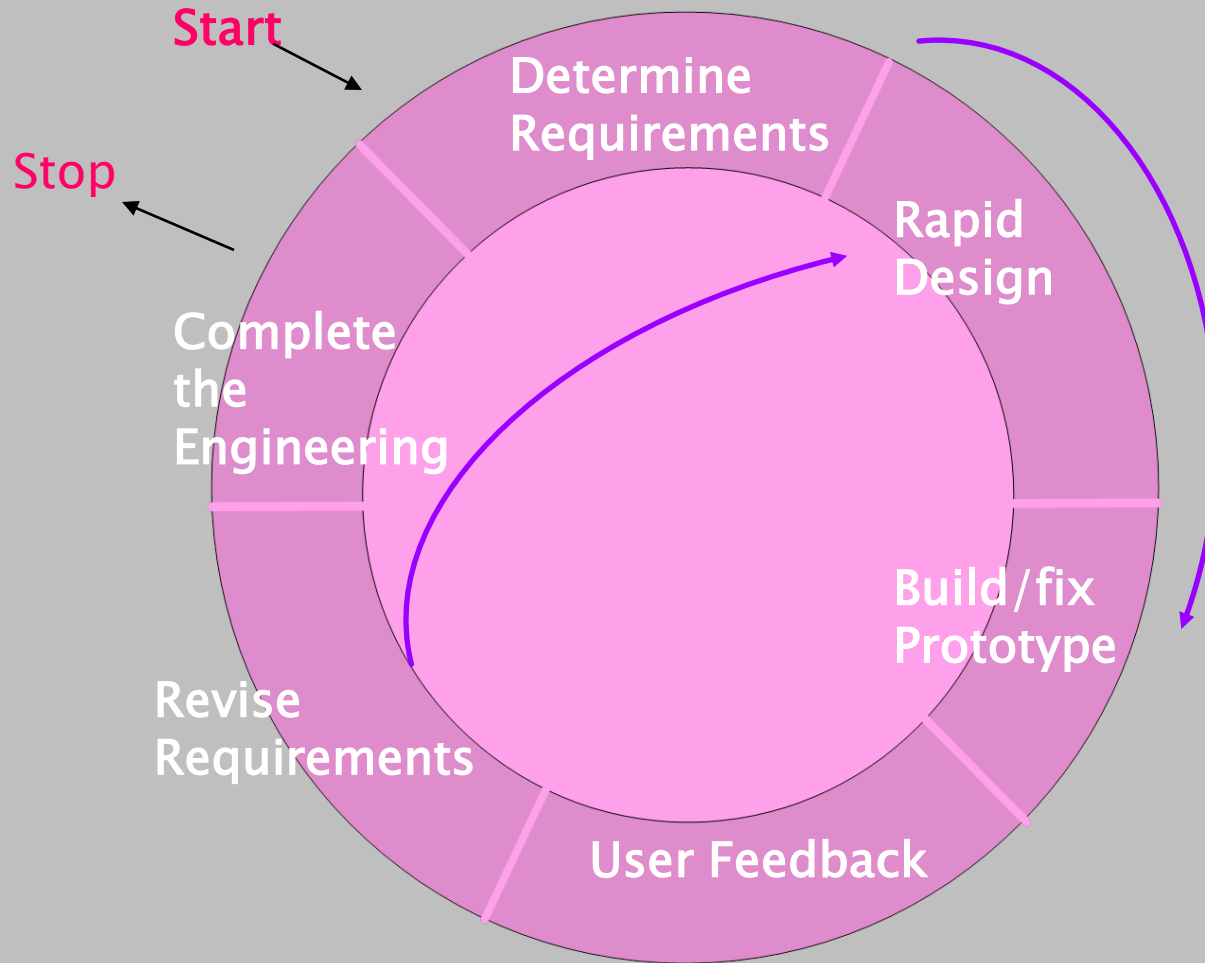 Start
Determine
Requirements
Stop
Rapid
Design
Complete
the
Engineering
Build/fix
Prototype
Revise
Requirements
User Feedback